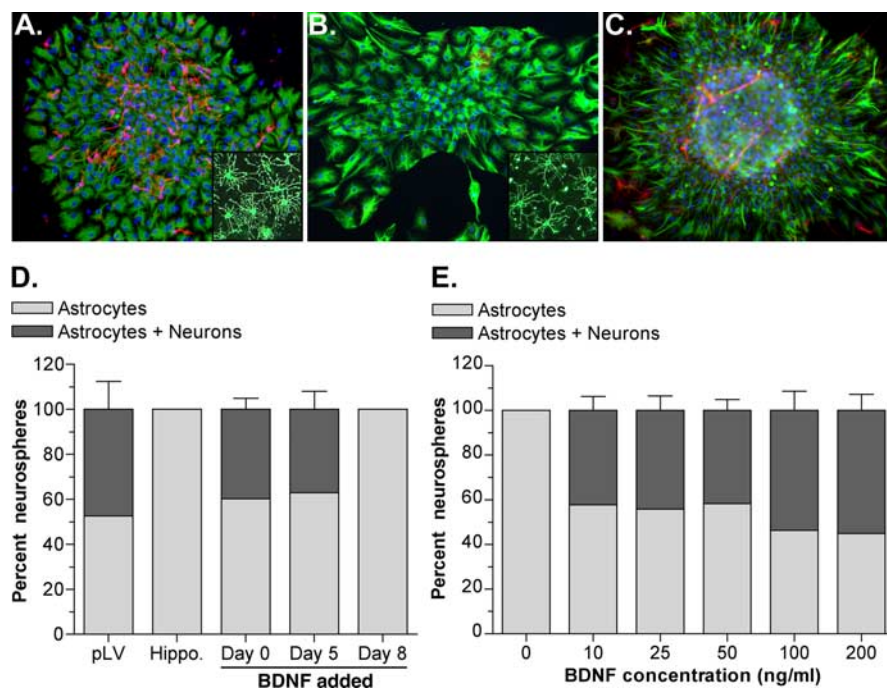 A.
B.
C.
D.
Astrocytes
Astrocytes + Neurons
Percent neurospheres
120
100
80
60
40
20
0
pLV Hippo. Day 0 Day 5 Day 8
BDNF added
E.
Astrocytes
Astrocytes + Neurons
Percent neurospheres
120
100
80
60
40
20
0
0 10 25 50 100 200
BDNF concentration (ng/ml)